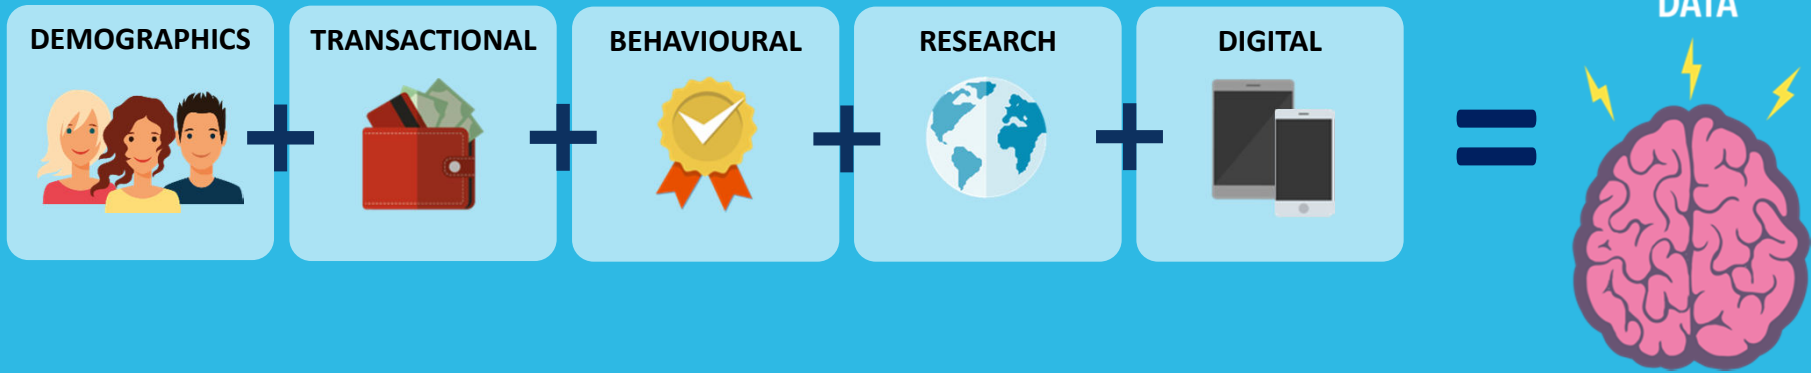 DEMOGRAPHICS
TRANSACTIONAL
BEHAVIOURAL
RESEARCH
DIGITAL
DATA